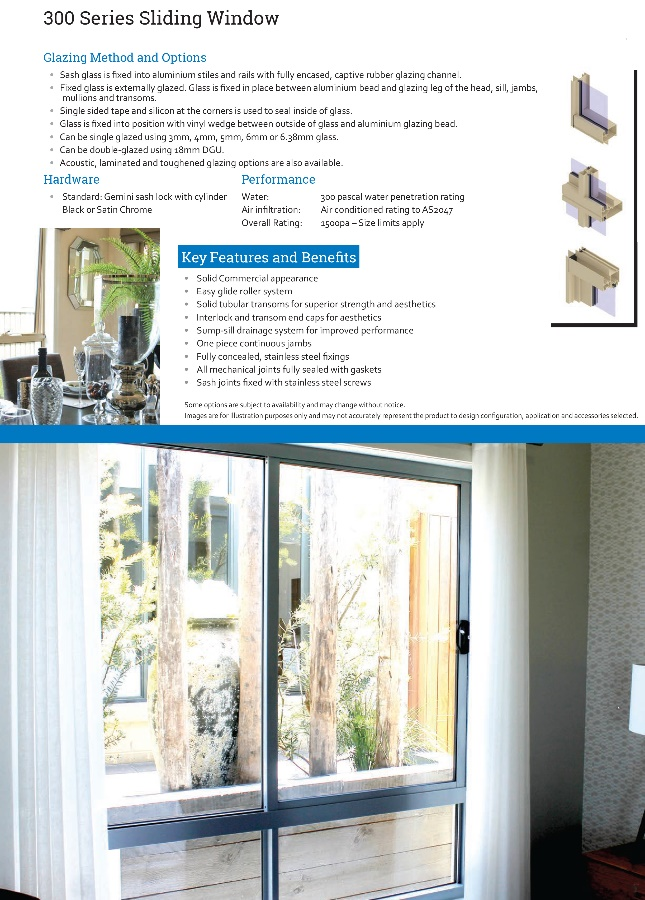 300 Series Sliding Window
Glazing Method and Options
• Sash glass is fixed into aluminium stiles and rails with fully encased, captive rubber glazing channel.
• Fixed glass is externally glazed. Glass is fixed in place between aluminium bead and glazing leg of the head, sill, jambs,
mullions and transoms.
• Single sided tape and silicon at the corners is used to seal inside of glass.
• Glass is fixed into position with vinyl wedge between outside of glass and aluminium glazing bead.
• Can be single glazed using 3mm, 4mm, 5mm, 6mm or 6.38mm glass.
• Can be double-glazed using 18mm DGU.
• Acoustic, laminated and toughened glazing options are also available.
Hardware
• Standard: Gemini sash lock with cylinder
Black or Satin Chrome
Performance
Water: 300 pascal water penetration rating
Air infiltration: Air conditioned rating to AS2047
Overall Rating: 1500pa – Size limits apply
Key Features and Benefits
• Solid Commercial appearance
• Easy glide roller system
• Solid tubular transoms for superior strength and aesthetics
• Interlock and transom end caps for aesthetics
• Sump-sill drainage system for improved performance
• One piece continuous jambs
• Fully concealed, stainless steel fixings
• All mechanical joints fully sealed with gaskets
• Sash joints fixed with stainless steel screws
Some options are subject to availability and may change without notice.
Images are for illustration purposes only and may not accurately represent the product to design configuration, application and accessories selected.